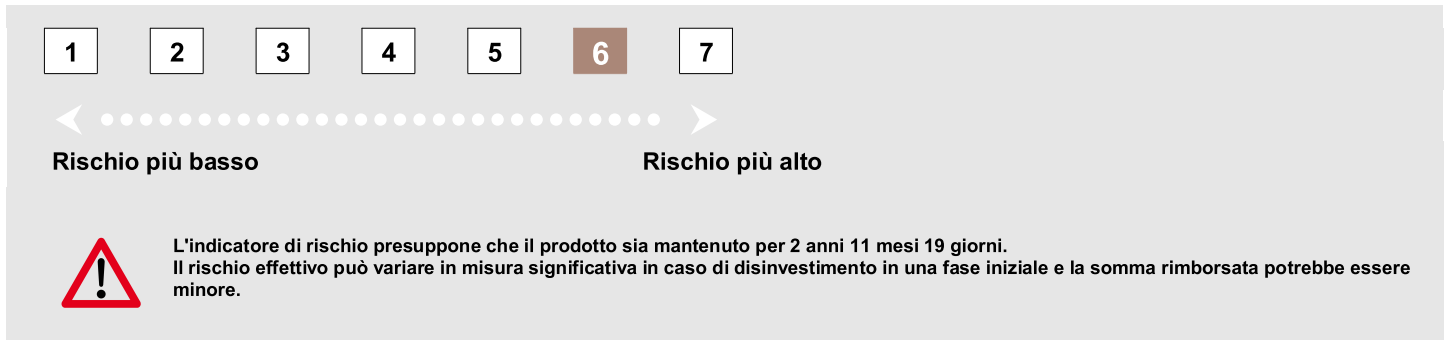 1 2 3 4 5 6 7
Rischio più basso Rischio più alto
L'indicatore di rischio presuppone che il prodotto sia mantenuto per 2 anni 11 mesi 19 giorni.
Il rischio effettivo può variare in misura significativa in caso di disinvestimento in una fase iniziale e la somma rimborsata potrebbe essere
minore.